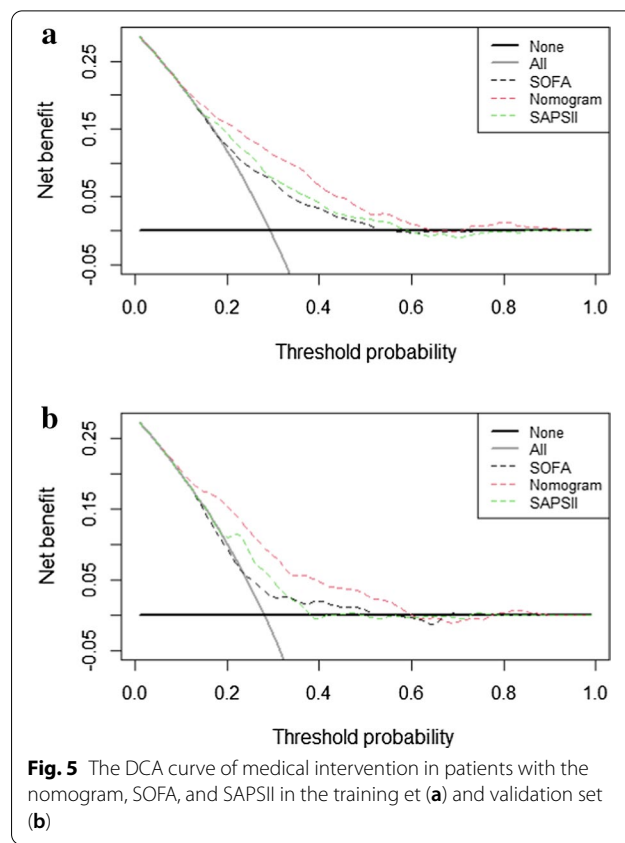 a
None
All
SOFA
Nomogram
SAPSII
Net benefit
0.25
0.15
0.05
-0.05
0.0 0.2 0.4 0.6 0.8 1.0
Threshold probability
b
None
All
SOFA
Nomogram
SAPSII
Net benefit
0.25
0.15
0.05
-0.05
0.0 0.2 0.4 0.6 0.8 1.0
Threshold probability
Fig. 5 The DCA curve of medical intervention in patients with the
nomogram, SOFA, and SAPSII in the training et (a) and validation set
(b)